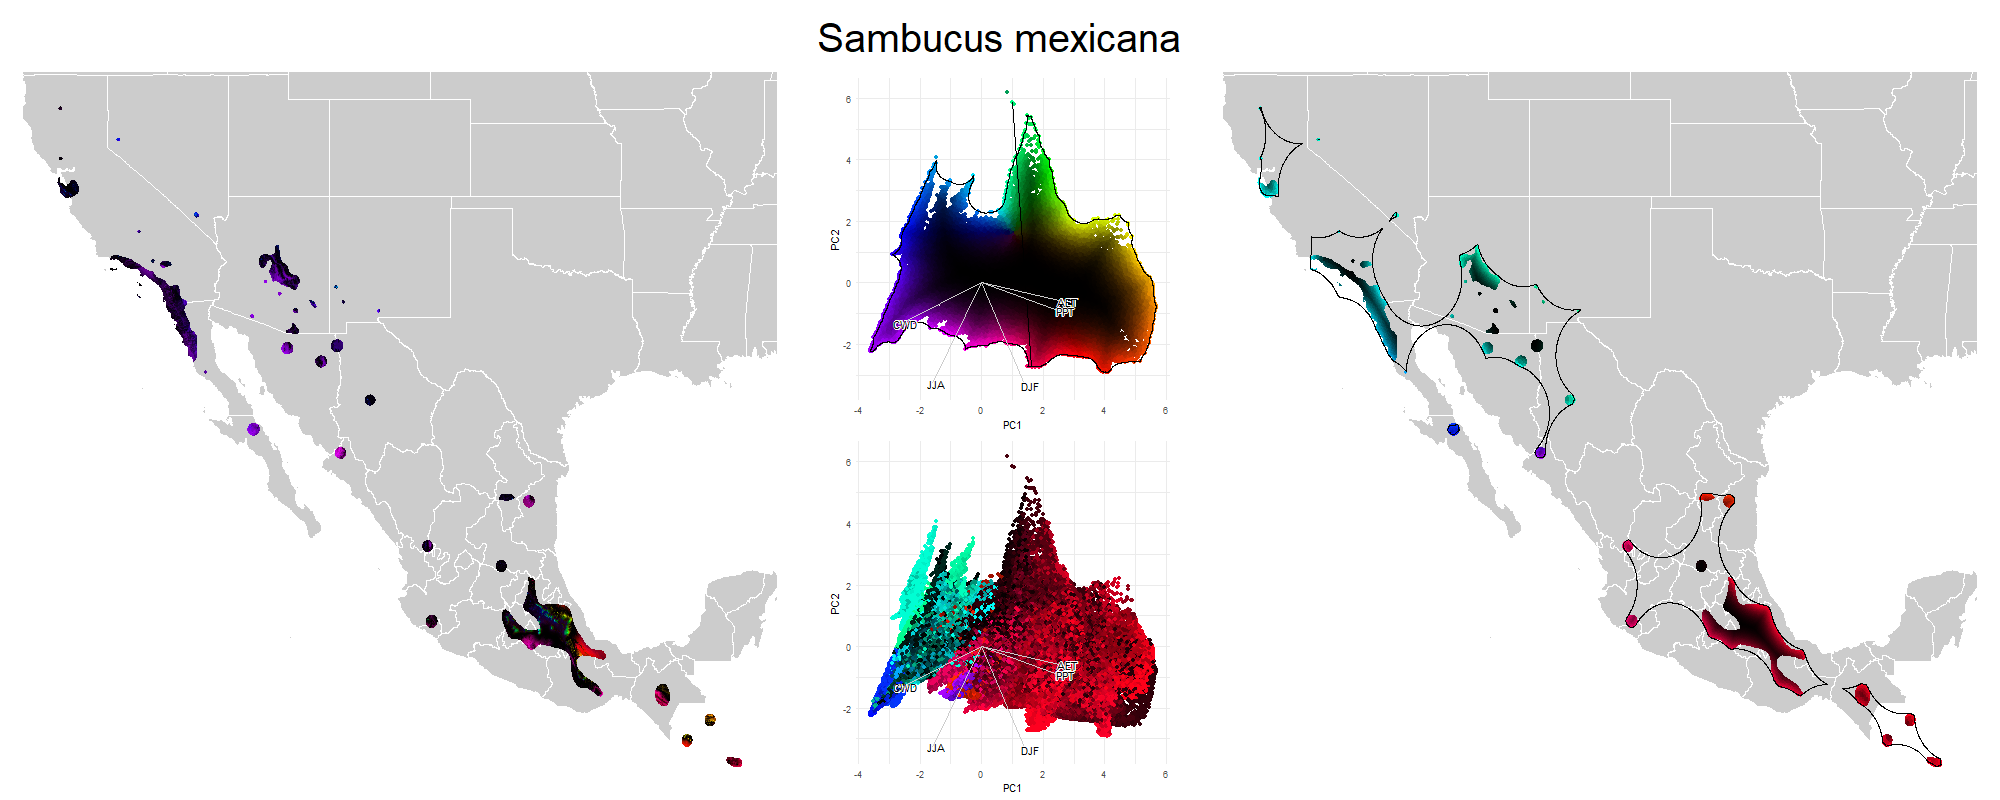 Sambucus mexicana
6
4
2
0
-2
PC2
CWD
AET
PPT
JJA
DJF
-4 -2 0 2 4 6
PC1
6
4
2
0
-2
PC2
CWD
AET
PPT
JJA
DJF
-4 -2 0 2 4 6
PC1